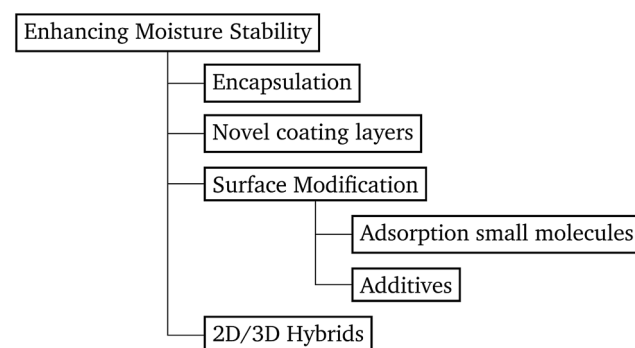 Enhancing Moisture Stability
Encapsulation
Novel coating layers
Surface Modification
Adsorption small molecules
Additives
2D/3D Hybrids